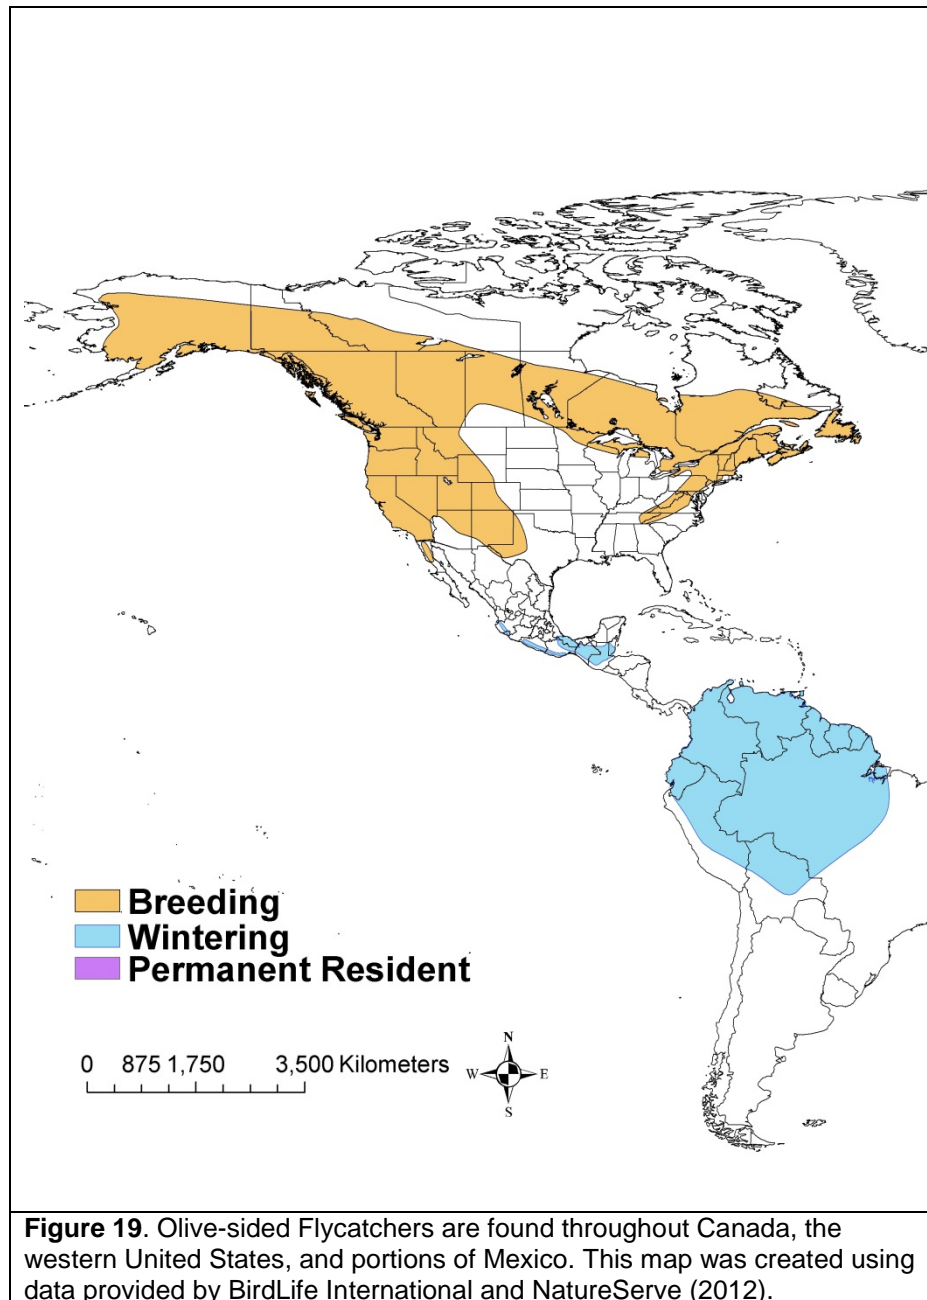 Breeding
Wintering
Permanent Resident
0 875 1,750 3,500 Kilometers
N
W E
S
Figure 19. Olive-sided Flycatchers are found throughout Canada, the
western United States, and portions of Mexico. This map was created using
data provided by BirdLife International and NatureServe (2012).